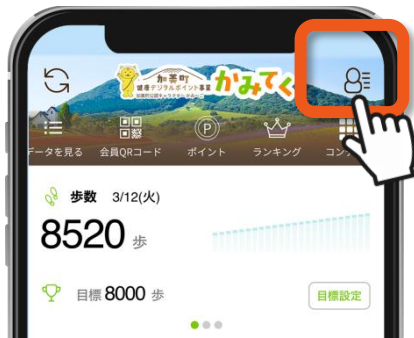 加美町
健康デジタルポイント事業
かみてく
ータを見る 会員QRコード ポイント ランキング コンテ
歩数 3/12(火)
8520 歩
目標 8000 歩
目標設定